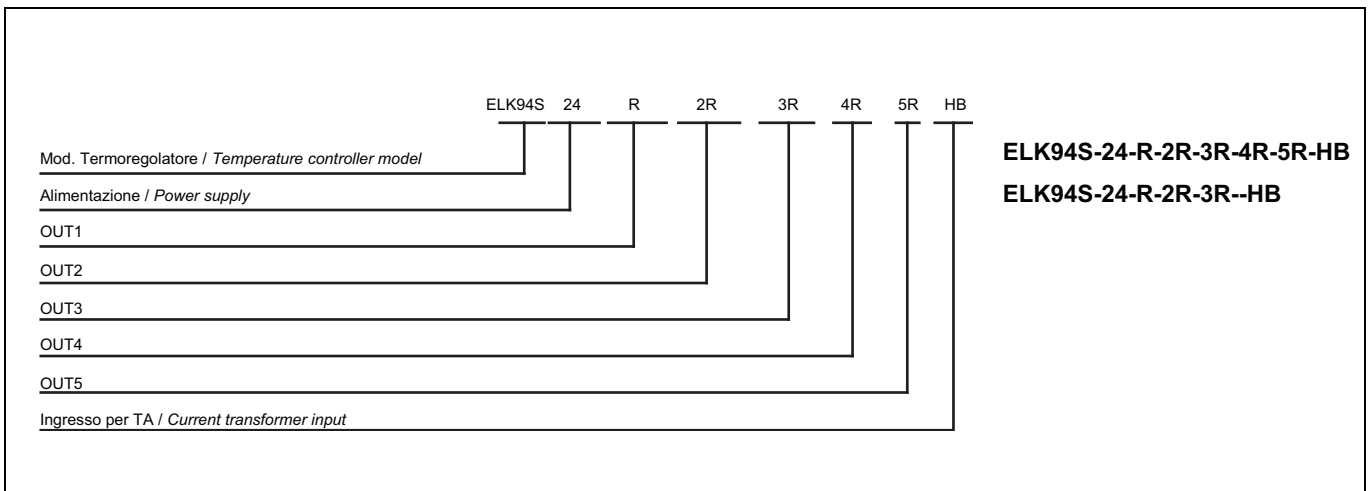 ELK94S 24 R 2R 3R 4R 5R HB
Mod. Termoregolatore / Temperature controller model
Alimentazione / Power supply
OUT1
OUT2
OUT3
OUT4
OUT5
Ingresso per TA / Current transformer input
ELK94S-24-R-2R-3R-4R-5R-HB
ELK94S-24-R-2R-3R--HB